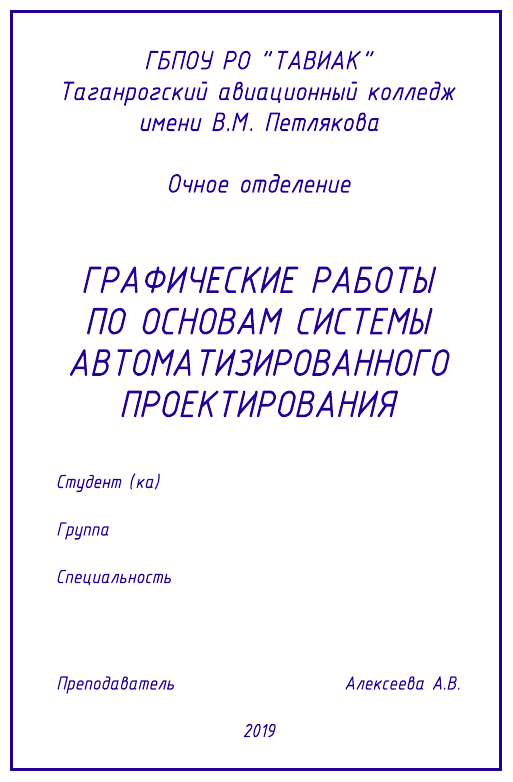 ГБПОУ РО "ТАВИАК"
Таганрогский авиационный колледж
имени В.М. Петлякова
Очное отделение
ГРАФИЧЕСКИЕ РАБОТЫ
ПО ОСНОВАМ СИСТЕМЫ
АВТОМАТИЗИРОВАННОГО
ПРОЕКТИРОВАНИЯ
Студент (ка)
Группа
Специальность
Преподаватель Алексеева А.В.
2019